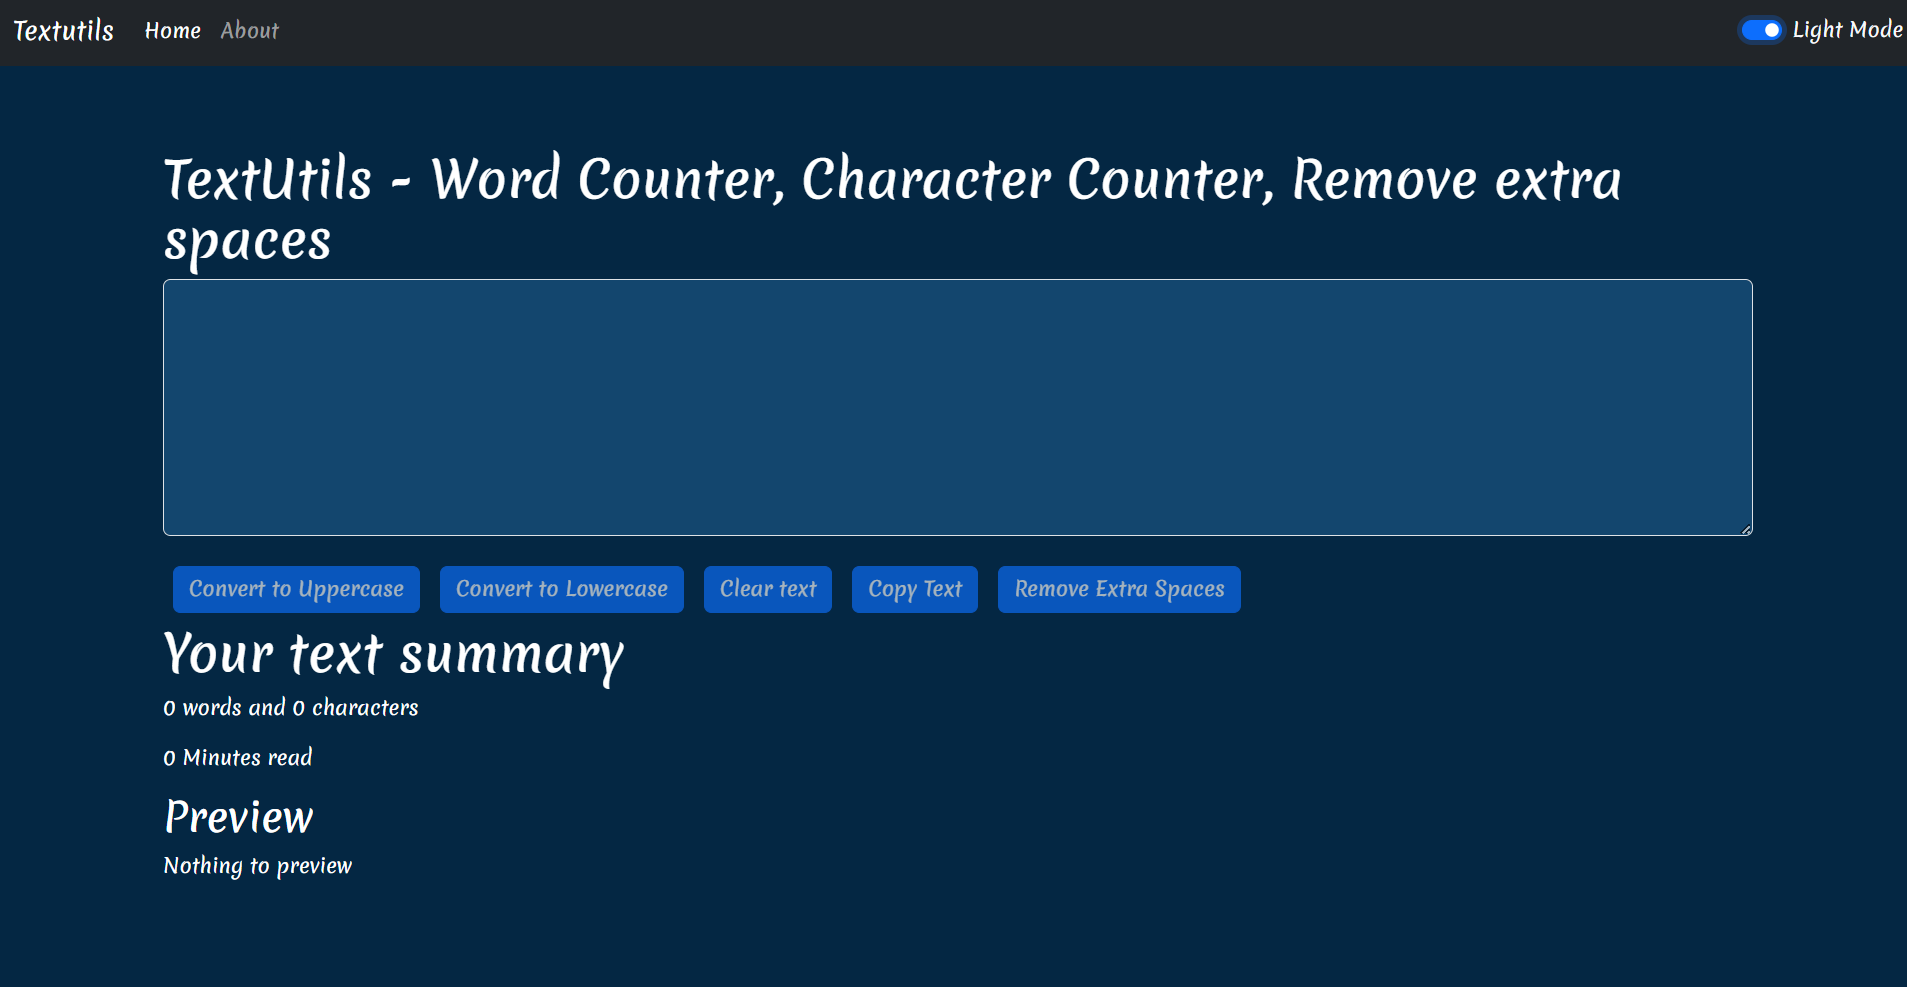 Textutils Home About Light Mode
TextUtils - Word Counter, Character Counter, Remove extra
spaces
Convert to Uppercase Convert to Lowercase Clear text Copy Text Remove Extra Spaces
Your text summary
0 words and 0 characters
0 Minutes read
Preview
Nothing to preview